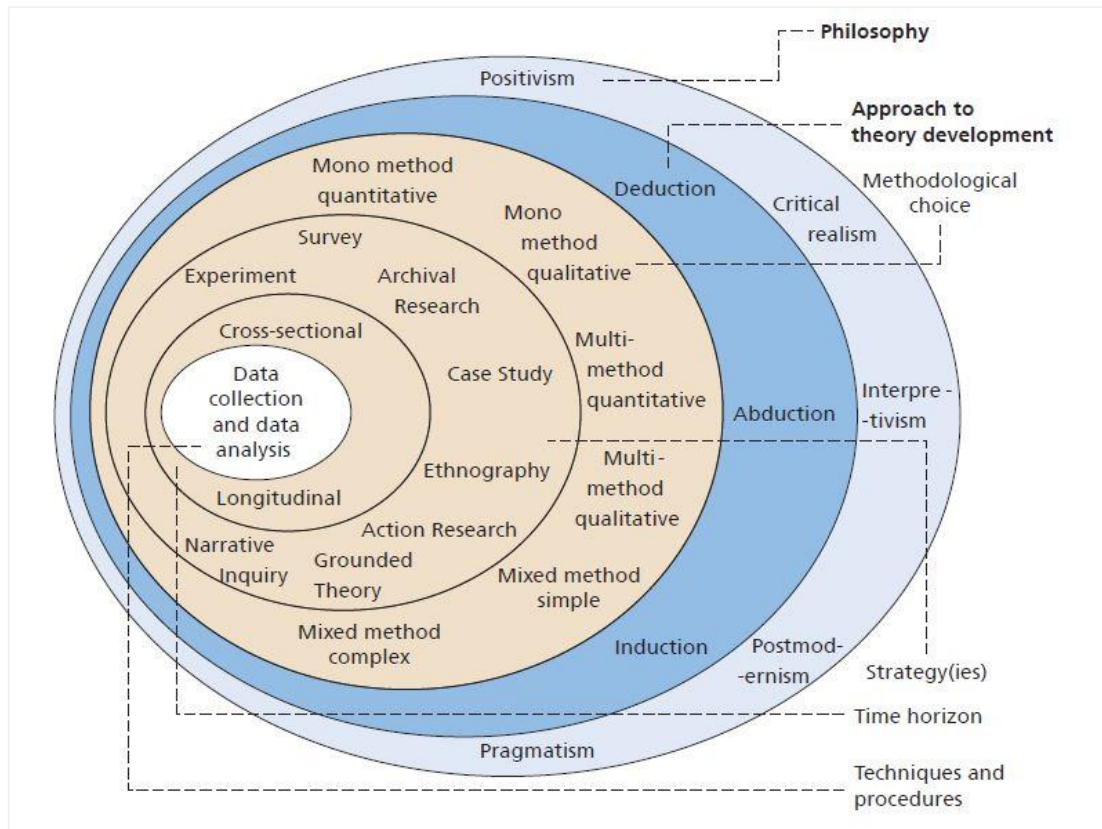 Philosophy
Positivism
Approach to
theory development
Mono method
quantitative
Deduction
Methodological
choice
Mono
method
qualitative
Critical
realism
Survey
Experiment
Archival
Research
Cross-sectional
Multi-
method
quantitative
Data
collection
and data
analysis
Case Study
Abduction
Interpre -
-tivism
Ethnography
Multi-
method
qualitative
Longitudinal
Action Research
Narrative
Inquiry
Grounded
Theory
Mixed method
simple
Mixed method
complex
Induction
Postmod-
-ernism
Strategy(ies)
Time horizon
Pragmatism
Techniques and
procedures